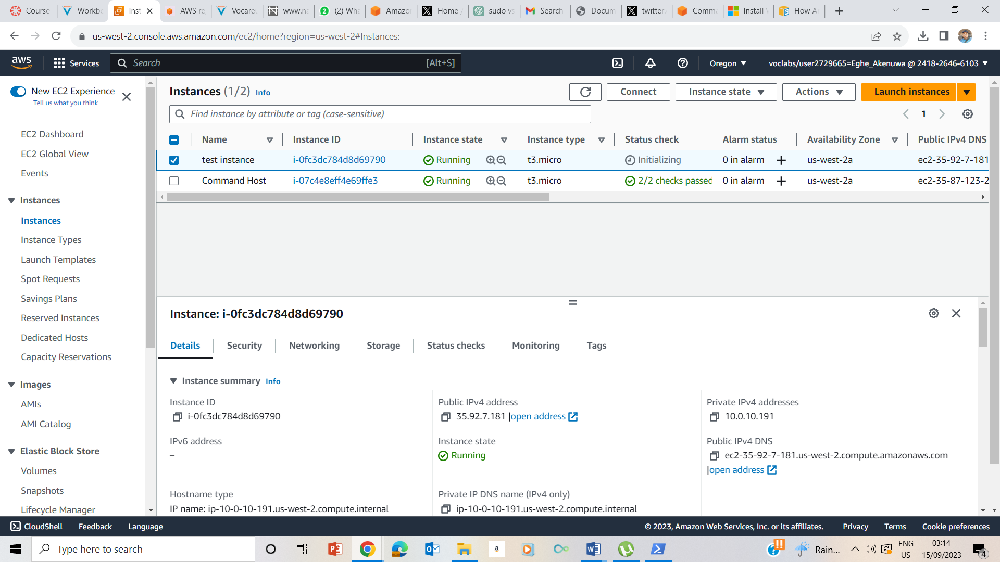 Course
Workbe
Inst
AWS re
Vocare
www.na
(2) Wha
Amazo
Home /
sudo vs
Search
Docum
twitter.
Comma
Install
How A
us-west-2.console.aws.amazon.com/ec2/home?region=us-west-2#Instances:
aws
Services
Search
[Alt+S]
Oregon
voclabs/user2729665=Eghe_Akenuwa @ 2418-2646-6103
New EC2 Experience
Tell us what you think
EC2 Dashboard
EC2 Global View
Events
Instances
Instances
Instance Types
Launch Templates
Spot Requests
Savings Plans
Reserved Instances
Dedicated Hosts
Capacity Reservations
Images
AMIs
AMI Catalog
Elastic Block Store
Volumes
Snapshots
Lifecycle Manager
Instances (1/2) Info
Connect
Instance state
Actions
Launch instances
Find instance by attribute or tag (case-sensitive)
1
Name Instance ID Instance state Instance type Status check Alarm status Availability Zone Public IPv4 DNS
test instance i-0fc3dc784d8d69790 Running t3.micro Initializing 0 in alarm + us-west-2a ec2-35-92-7-181
Command Host i-07c4e8eff4e69ffe3 Running t3.micro 2/2 checks passed 0 in alarm + us-west-2a ec2-35-87-123-2
Instance: i-0fc3dc784d8d69790
Details Security Networking Storage Status checks Monitoring Tags
Instance summary Info
Instance ID
i-0fc3dc784d8d69790
Public IPv4 address
35.92.7.181 |open address
Private IPv4 addresses
10.0.10.191
IPv6 address
–
Instance state
Running
Public IPv4 DNS
ec2-35-92-7-181.us-west-2.compute.amazonaws.com
|open address
Hostname type
IP name: ip-10-0-10-191.us-west-2.compute.internal
Private IP DNS name (IPv4 only)
ip-10-0-10-191.us-west-2.compute.internal
CloudShell Feedback Language
© 2023, Amazon Web Services, Inc. or its affiliates. Privacy Terms Cookie preferences
Type here to search
Rain...
ENG
US
03:14
15/09/2023
4